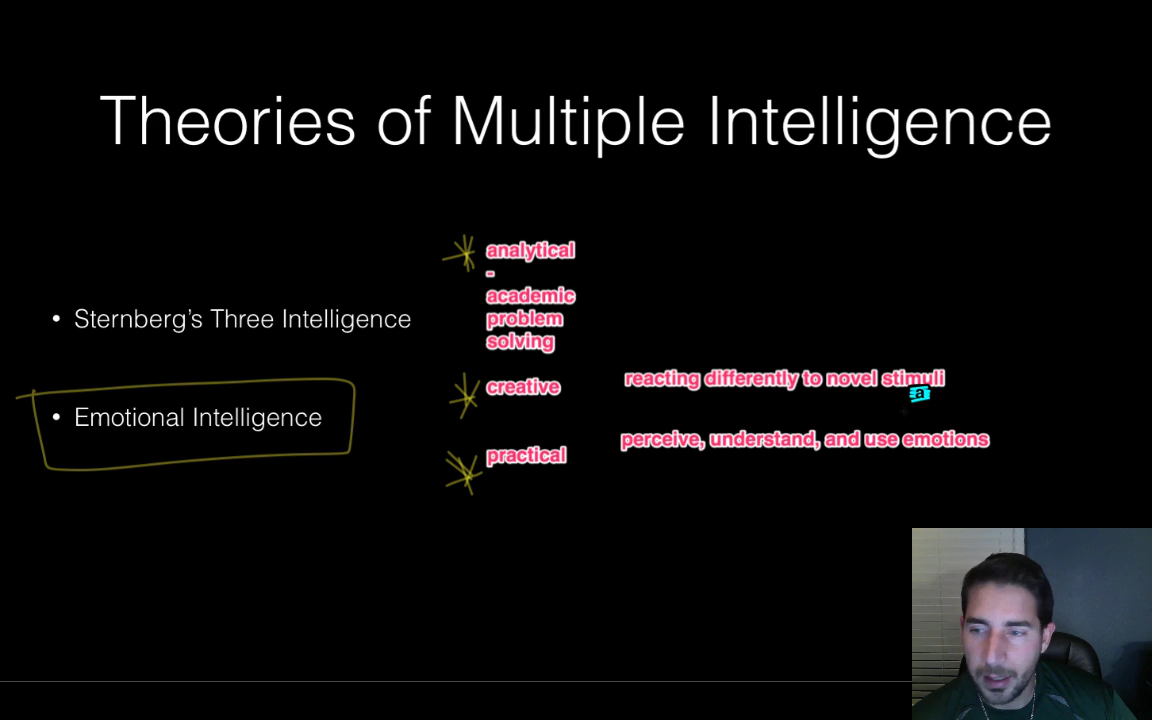 Theories of Multiple Intelligence
analytical
-
academic
problem
solving
• Sternberg's Three Intelligence
creative
reacting differently to novel stimuli
a
• Emotional Intelligence
practical
perceive, understand, and use emotions